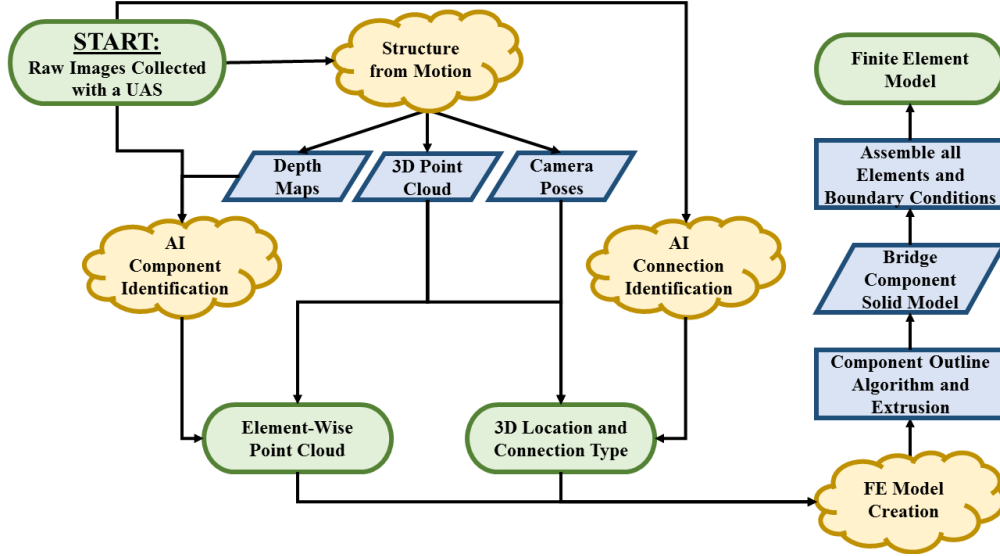 START:
Raw Images Collected
with a UAS
Structure
from Motion
Depth
Maps
3D Point
Cloud
Camera
Poses
AI
Component
Identification
AI
Connection
Identification
Element-Wise
Point Cloud
3D Location and
Connection Type
Finite Element
Model
Assemble all
Elements and
Boundary Conditions
Bridge
Component
Solid Model
Component Outline
Algorithm and
Extrusion
FE Model
Creation